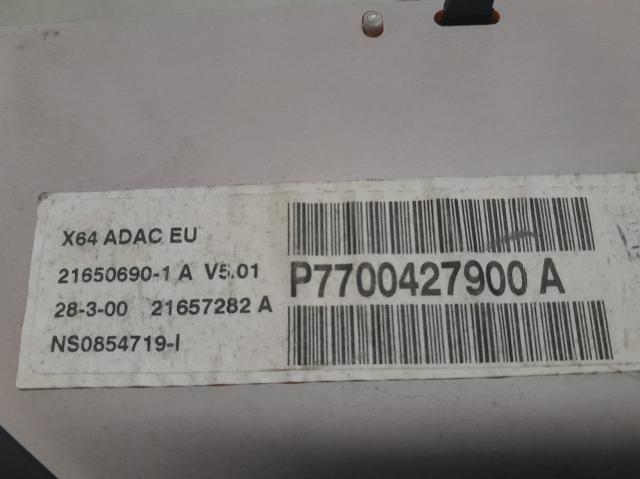 X64 ADAC EU
21650690-1 A V5.01
28-3-00 21657282 A
NS0854719-I
P7700427900 A